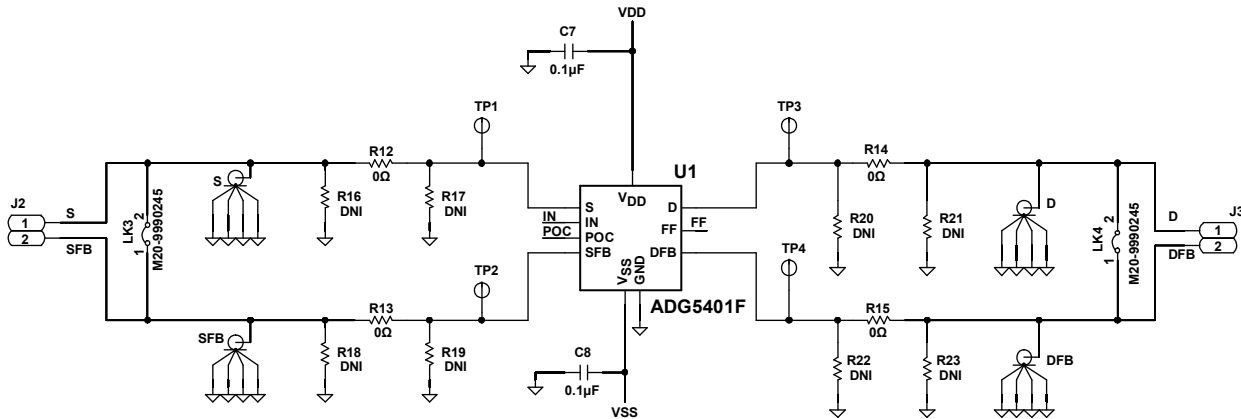 VDD
C7
0.1µF
TP1
TP3
R12
0Ω
R14
0Ω
U1
VDD
S
R16
DNI
R17
DNI
S
IN
POC
SFB
IN
POC
D
FF
DFB
FF
VSS
GND
ADG5401F
R20
DNI
R21
DNI
D
J2
1
2
S
SFB
LK3
2
1
M20-9990245
LK4
2
1
M20-9990245
D
DFB
J3
1
2
TP2
TP4
R13
0Ω
R15
0Ω
SFB
R18
DNI
R19
DNI
C8
0.1µF
VSS
R22
DNI
R23
DNI
DFB